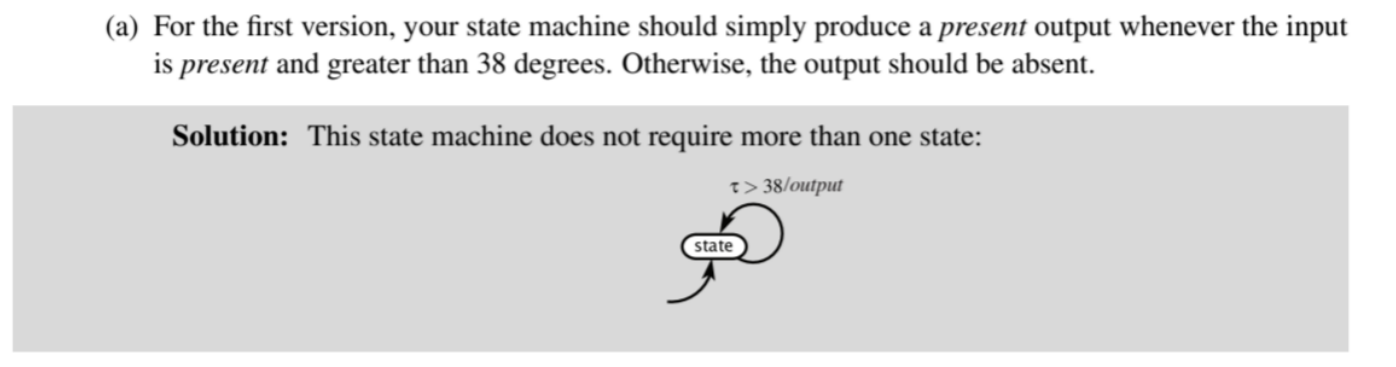 (a) For the first version, your state machine should simply produce a present output whenever the input
is present and greater than 38 degrees. Otherwise, the output should be absent.
Solution: This state machine does not require more than one state:
τ > 38/output
state